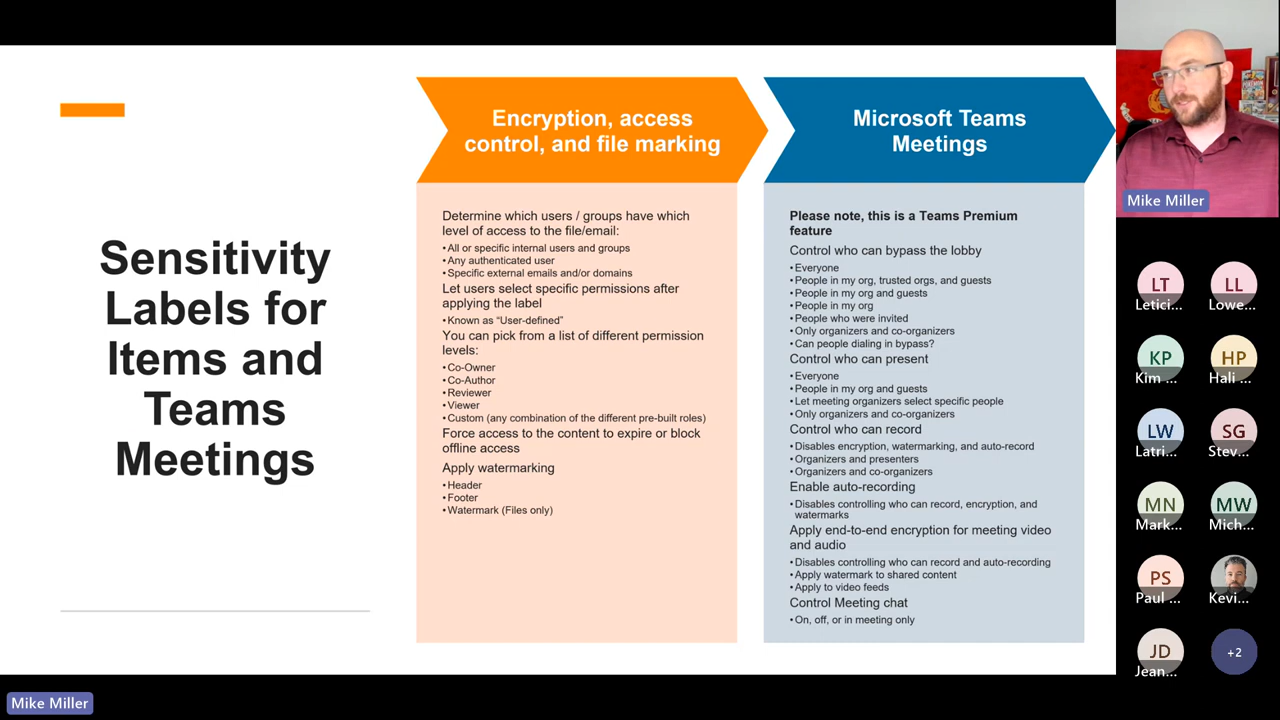 Sensitivity
Labels for
Items and
Teams
Meetings
Encryption, access
control, and file marking
Determine which users / groups have which
level of access to the file/email:
•All or specific internal users and groups
•Any authenticated user
•Specific external emails and/or domains
Let users select specific permissions after
applying the label
•Known as “User-defined”
You can pick from a list of different permission
levels:
•Co-Owner
•Co-Author
•Reviewer
•Viewer
•Custom (any combination of the different pre-built roles)
Force access to the content to expire or block
offline access
Apply watermarking
•Header
•Footer
•Watermark (Files only)
Microsoft Teams
Meetings
Please note, this is a Teams Premium
feature
Control who can bypass the lobby
•Everyone
•People in my org, trusted orgs, and guests
•People in my org and guests
•People in my org
•People who were invited
•Only organizers and co-organizers
•Can people dialing in bypass?
Control who can present
•Everyone
•People in my org and guests
•Let meeting organizers select specific people
•Only organizers and co-organizers
Control who can record
•Disables encryption, watermarking, and auto-record
•Organizers and presenters
•Organizers and co-organizers
Enable auto-recording
•Disables controlling who can record, encryption, and
watermarks
Apply end-to-end encryption for meeting video
and audio
•Disables controlling who can record and auto-recording
•Apply watermark to shared content
•Apply to video feeds
Control Meeting chat
•On, off, or in meeting only
Mike Miller
LT
Letici...
LL
Lowe...
KP
Kim ...
HP
Hali ...
LW
Latri...
SG
Stev...
MN
Mark...
MW
Mich...
PS
Paul ...
Kevi...
JD
Jean...
+2
Mike Miller